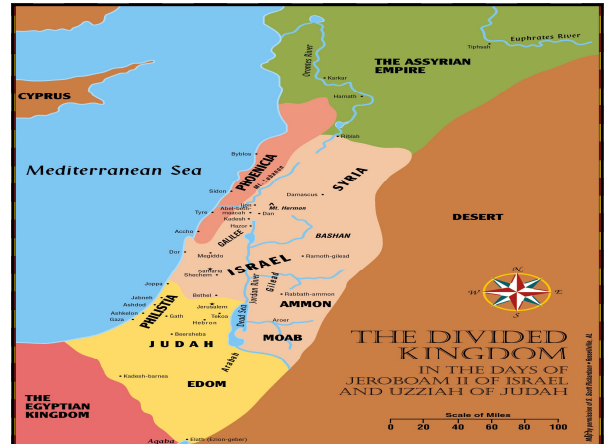 Euphrates River
Tiphsah
Orontes River
THE ASSYRIAN
EMPIRE
Karkar
CYPRUS
Hamath
Riblah
Byblos
PHOENICIA
Mediterranean Sea
SYRIA
Sidon
Damascus
Ijon
Mt. Hermon
Tyre
Dan
Kadesh
DESERT
Hazor
Accho
GALILEE
BASHAN
Dor
Megiddo
ISRAEL
Ramoth-gilead
Samaria
Shechem
Jordan River
Gilead
N
W
E
S
Joppa
Jabneh
Bethel
Rabbath-ammon
Ashdod
PHILISTIA
Jerusalem
AMMON
Ashkelon
Gaza
Gath
Tekoa
Dead Sea
Aroer
Hebron
Beersheba
JUDAH
MOAB
THE DIVIDED
KINGDOM
IN THE DAYS OF
JEROBOAM II OF ISRAEL
AND UZZIAH OF JUDAH
Arabah
Kadesh-barnea
EDOM
THE
EGYPTIAN
KINGDOM
Scale of Miles
0 20 40 60 80 100
Aqaba
Elath (Ezion-geber)